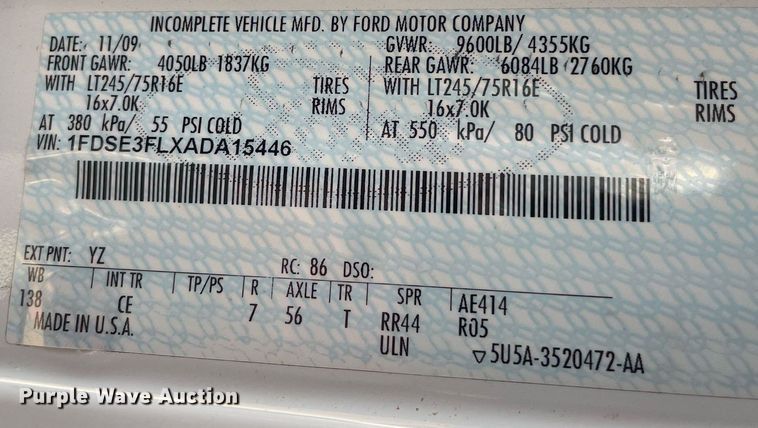 INCOMPLETE VEHICLE MFD. BY FORD MOTOR COMPANY
DATE: 11/09 GVWR: 9600LB/ 4355KG
FRONT GAWR: 4050LB 1837KG REAR GAWR: 6084LB 2760KG
WITH LT245/75R16E TIRES WITH LT245/75R16E TIRES
16x7.0K RIMS 16x7.0K RIMS
AT 380 kPa/ 55 PSI COLD AT 550 kPa/ 80 PSI COLD
VIN: 1FDSE3FLXADA15446
EXT PNT: YZ RC: 86 DSO:
WB INT TR TP/PS R AXLE TR SPR AE414
138 CE 7 56 T RR44 R05
MADE IN U.S.A. ULN ▽5U5A-3520472-AA
Purple Wave Auction